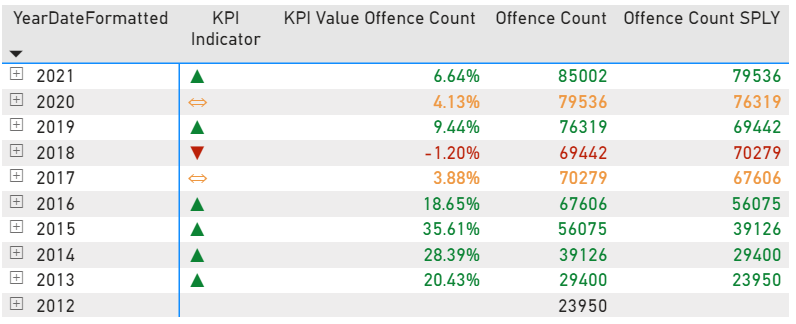 YearDateFormatted KPI Indicator KPI Value Offence Count Offence Count Offence Count SPLY
2021 ▲ 6.64% 85002 79536
2020 ⇔ 4.13% 79536 76319
2019 ▲ 9.44% 76319 69442
2018 ▼ -1.20% 69442 70279
2017 ⇔ 3.88% 70279 67606
2016 ▲ 18.65% 67606 56075
2015 ▲ 35.61% 56075 39126
2014 ▲ 28.39% 39126 29400
2013 ▲ 20.43% 29400 23950
2012 23950